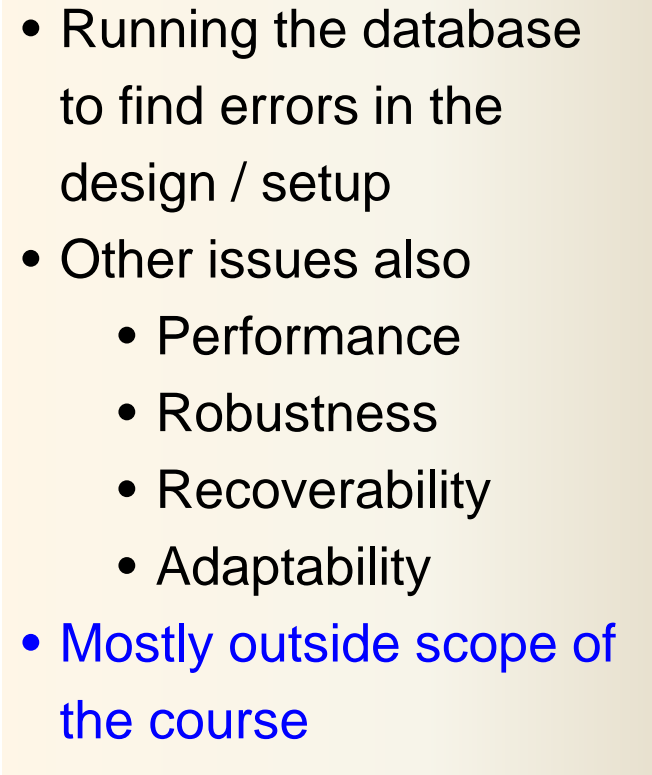 • Running the database
to find errors in the
design / setup
• Other issues also
• Performance
• Robustness
• Recoverability
• Adaptability
• Mostly outside scope of
the course